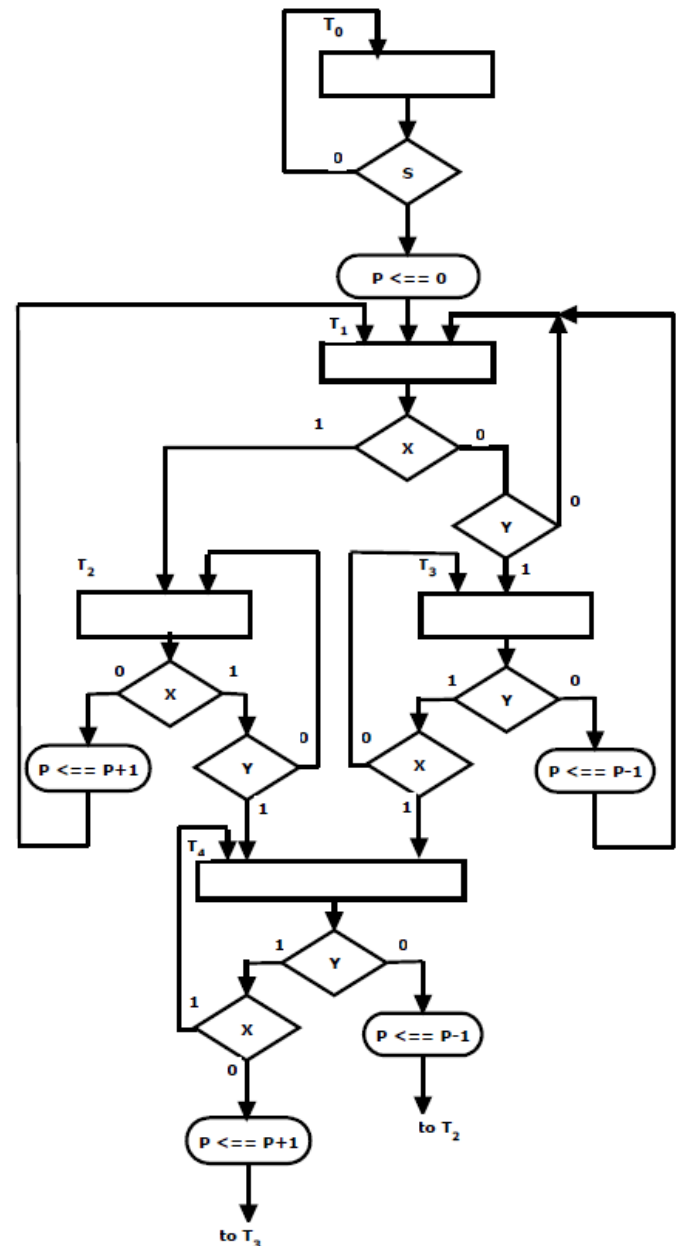 T0
0
S
P <== 0
T1
1
X
0
Y
0
1
T2
T3
0
X
1
1
Y
0
P <== P+1
Y
0
0
X
P <== P-1
1
1
T4
1
Y
0
1
X
P <== P-1
0
to T2
P <== P+1
to T3